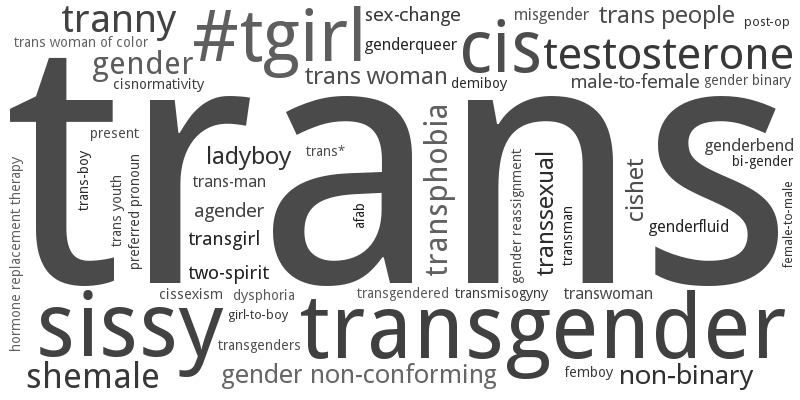 tranny
#tgirl
sex-change
misgender
trans people
post-op
trans woman of color
genderqueer
cis
testosterone
gender
cisnormativity
trans woman
demiboy
male-to-female
gender binary
trans
present
trans-boy
hormone replacement therapy
trans youth
preferred pronoun
ladyboy
trans*
trans-man
agender
transgirl
two-spirit
afab
transphobia
gender reassignment
transsexual
transman
cishet
genderbend
bi-gender
genderfluid
female-to-male
cissexism
dysphoria
transgendered
transmisogyny
transwoman
sissy
girl-to-boy
transgender
transgenders
shemale
gender non-conforming
femboy
non-binary